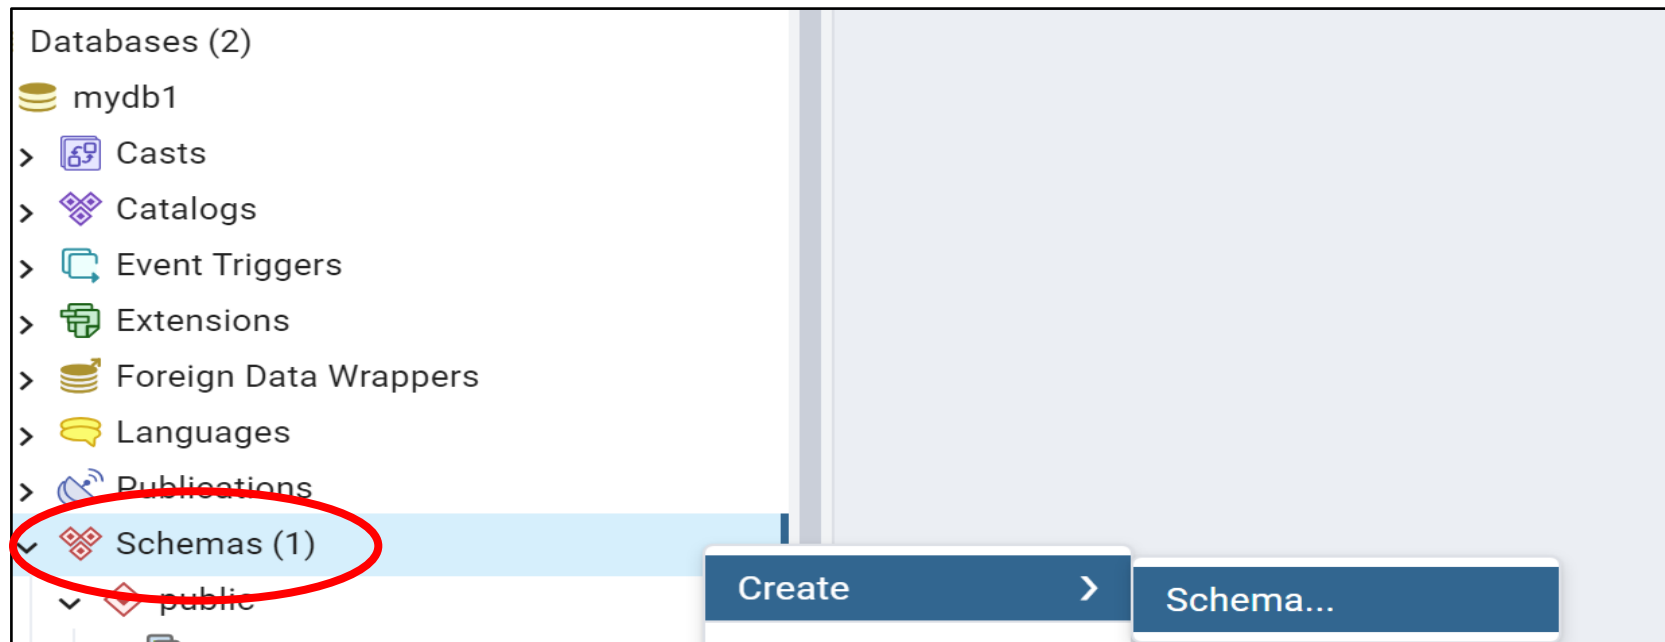 Databases (2)
mydb1
Casts
Catalogs
Event Triggers
Extensions
Foreign Data Wrappers
Languages
Publications
Schemas (1)
public
Create
Schema...